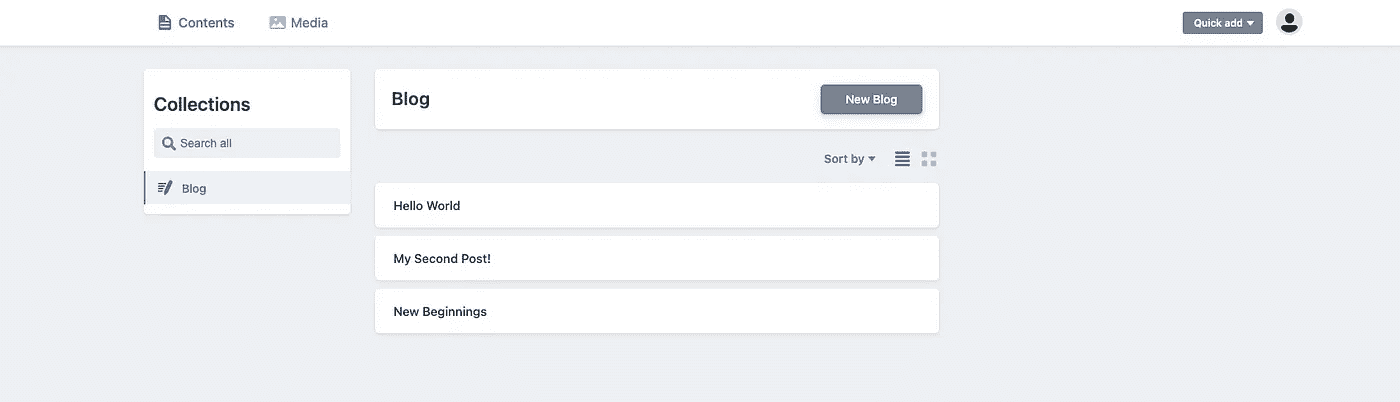 Contents
Media
Quick add
Collections
Search all
Blog
Blog
New Blog
Sort by
Hello World
My Second Post!
New Beginnings